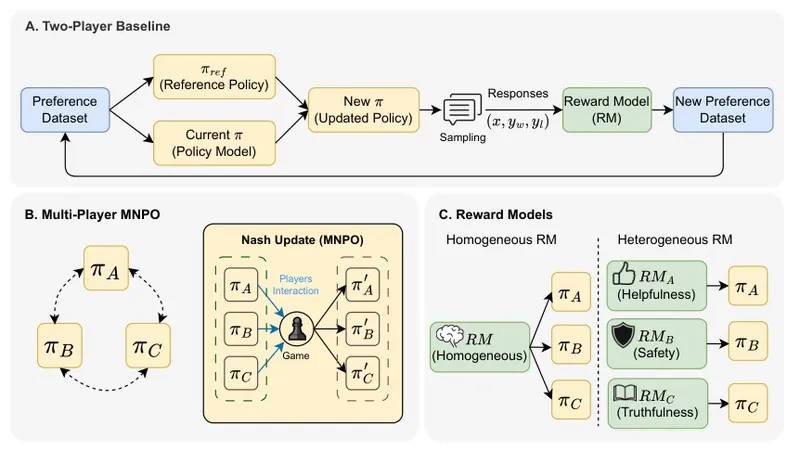 A. Two-Player Baseline
Preference
Dataset
π_ref
(Reference Policy)
Current π
(Policy Model)
New π
(Updated Policy)
Sampling
Responses
(x, y_w, y_l)
Reward Model
(RM)
New Preference
Dataset
B. Multi-Player MNPO
π_A
π_B
π_C
Nash Update (MNPO)
π_A
π_B
π_C
Players
Interaction
Game
π'_A
π'_B
π'_C
C. Reward Models
Homogeneous RM
RM
(Homogeneous)
π_A
π_B
π_C
Heterogeneous RM
RM_A
(Helpfulness)
π_A
RM_B
(Safety)
π_B
RM_C
(Truthfulness)
π_C